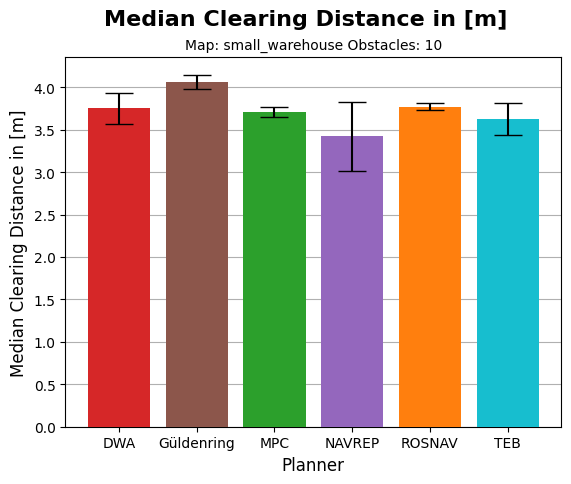 Median Clearing Distance in [m]
Map: small_warehouse Obstacles: 10
Median Clearing Distance in [m]
4.0
3.5
3.0
2.5
2.0
1.5
1.0
0.5
0.0
DWA Güldenring MPC NAVREP ROSNAV TEB
Planner